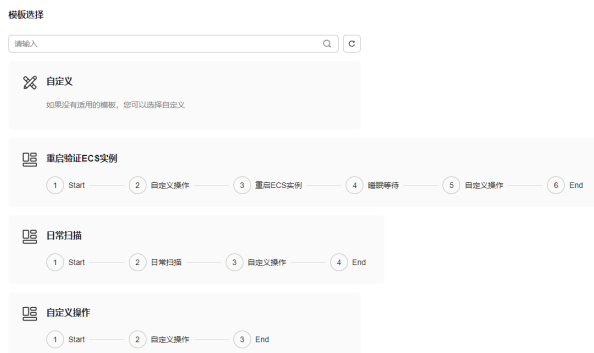 模板选择
请输入
自定义
如果没有适用的模板，您可以选择自定义
重启验证ECS实例
1 Start 2 自定义操作 3 重启ECS实例 4 睡眠等待 5 自定义操作 6 End
日常扫描
1 Start 2 日常扫描 3 自定义操作 4 End
自定义操作
1 Start 2 自定义操作 3 End